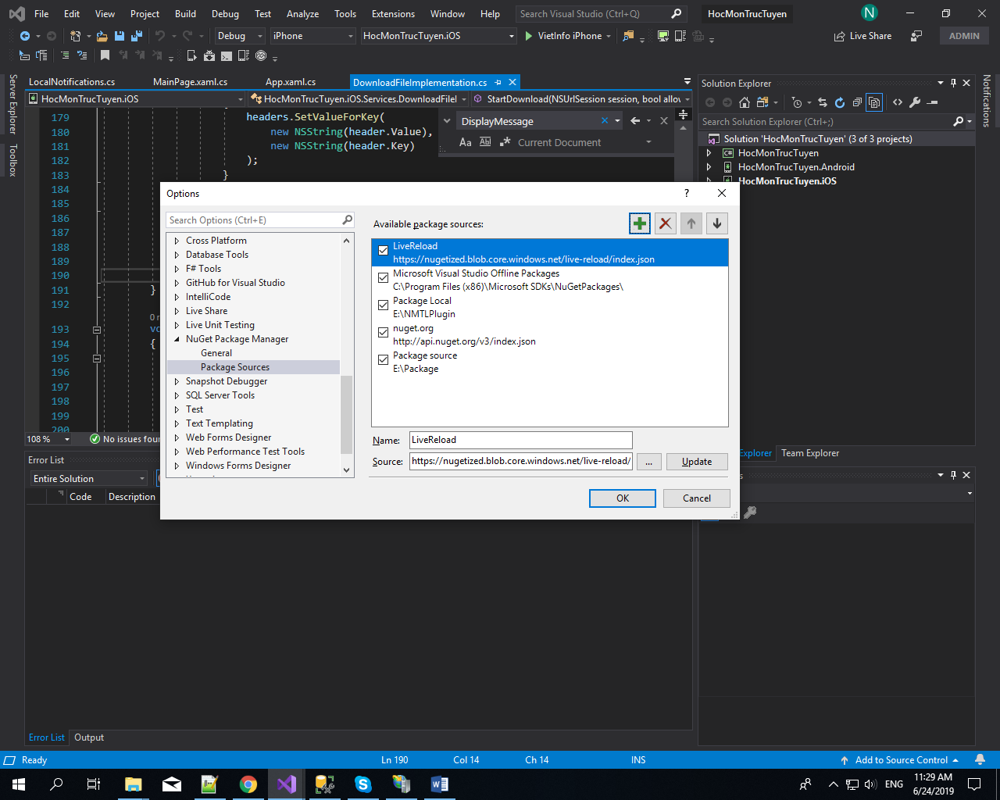 File Edit View Project Build Debug Test Analyze Tools Extensions Window Help Search Visual Studio (Ctrl+Q) HocMonTrucTuyen N
Debug iPhone HocMonTrucTuyen.iOS VietInfo iPhone Live Share ADMIN
Server Explorer
Toolbox
LocalNotifications.cs MainPage.xaml.cs App.xaml.cs DownloadFileImplementation.cs
HocMonTrucTuyen.iOS HocMonTrucTuyen.iOS.Services.DownloadFileI StartDownload(NSUrlSession session, bool allow
179 headers.SetValueForKey(
180 new NSString(header.Value),
181 new NSString(header.Key)
182 );
183 }
184
185
186
187
188
189
190
191 }
192
193
194 {
195
196
197
198
199
200
DisplayMessage
Aa Ab .* Current Document
108 % No issues foun
Solution Explorer
Search Solution Explorer (Ctrl+;)
Solution 'HocMonTrucTuyen' (3 of 3 projects)
C# HocMonTrucTuyen
HocMonTrucTuyen.Android
HocMonTrucTuyen.iOS
Explorer Team Explorer
Notifications
Options ?
Search Options (Ctrl+E)
Cross Platform
Database Tools
F# Tools
GitHub for Visual Studio
IntelliCode
Live Share
Live Unit Testing
NuGet Package Manager
General
Package Sources
Snapshot Debugger
SQL Server Tools
Test
Text Templating
Web Forms Designer
Web Performance Test Tools
Windows Forms Designer
Available package sources:
LiveReload
https://nugetized.blob.core.windows.net/live-reload/index.json
Microsoft Visual Studio Offline Packages
C:\Program Files (x86)\Microsoft SDKs\NuGetPackages\
Package Local
E:\NMTLPlugin
nuget.org
http://api.nuget.org/v3/index.json
Package source
E:\Package
Name: LiveReload
Source: https://nugetized.blob.core.windows.net/live-reload/ ... Update
OK Cancel
Error List
Entire Solution
Code Description
Error List Output
Ready Ln 190 Col 14 Ch 14 INS Add to Source Control
ENG 11:29 AM
6/24/2019